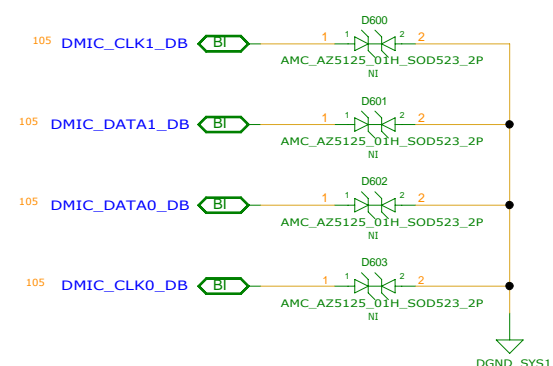 D600
105 DMIC_CLK1_DB BI 1 1 2 2
AMC_AZ5125_01H_SOD523_2P
NI
D601
105 DMIC_DATA1_DB BI 1 1 2 2
AMC_AZ5125_01H_SOD523_2P
NI
D602
105 DMIC_DATA0_DB BI 1 1 2 2
AMC_AZ5125_01H_SOD523_2P
NI
D603
105 DMIC_CLK0_DB BI 1 1 2 2
AMC_AZ5125_01H_SOD523_2P
NI
DGND_SYS1